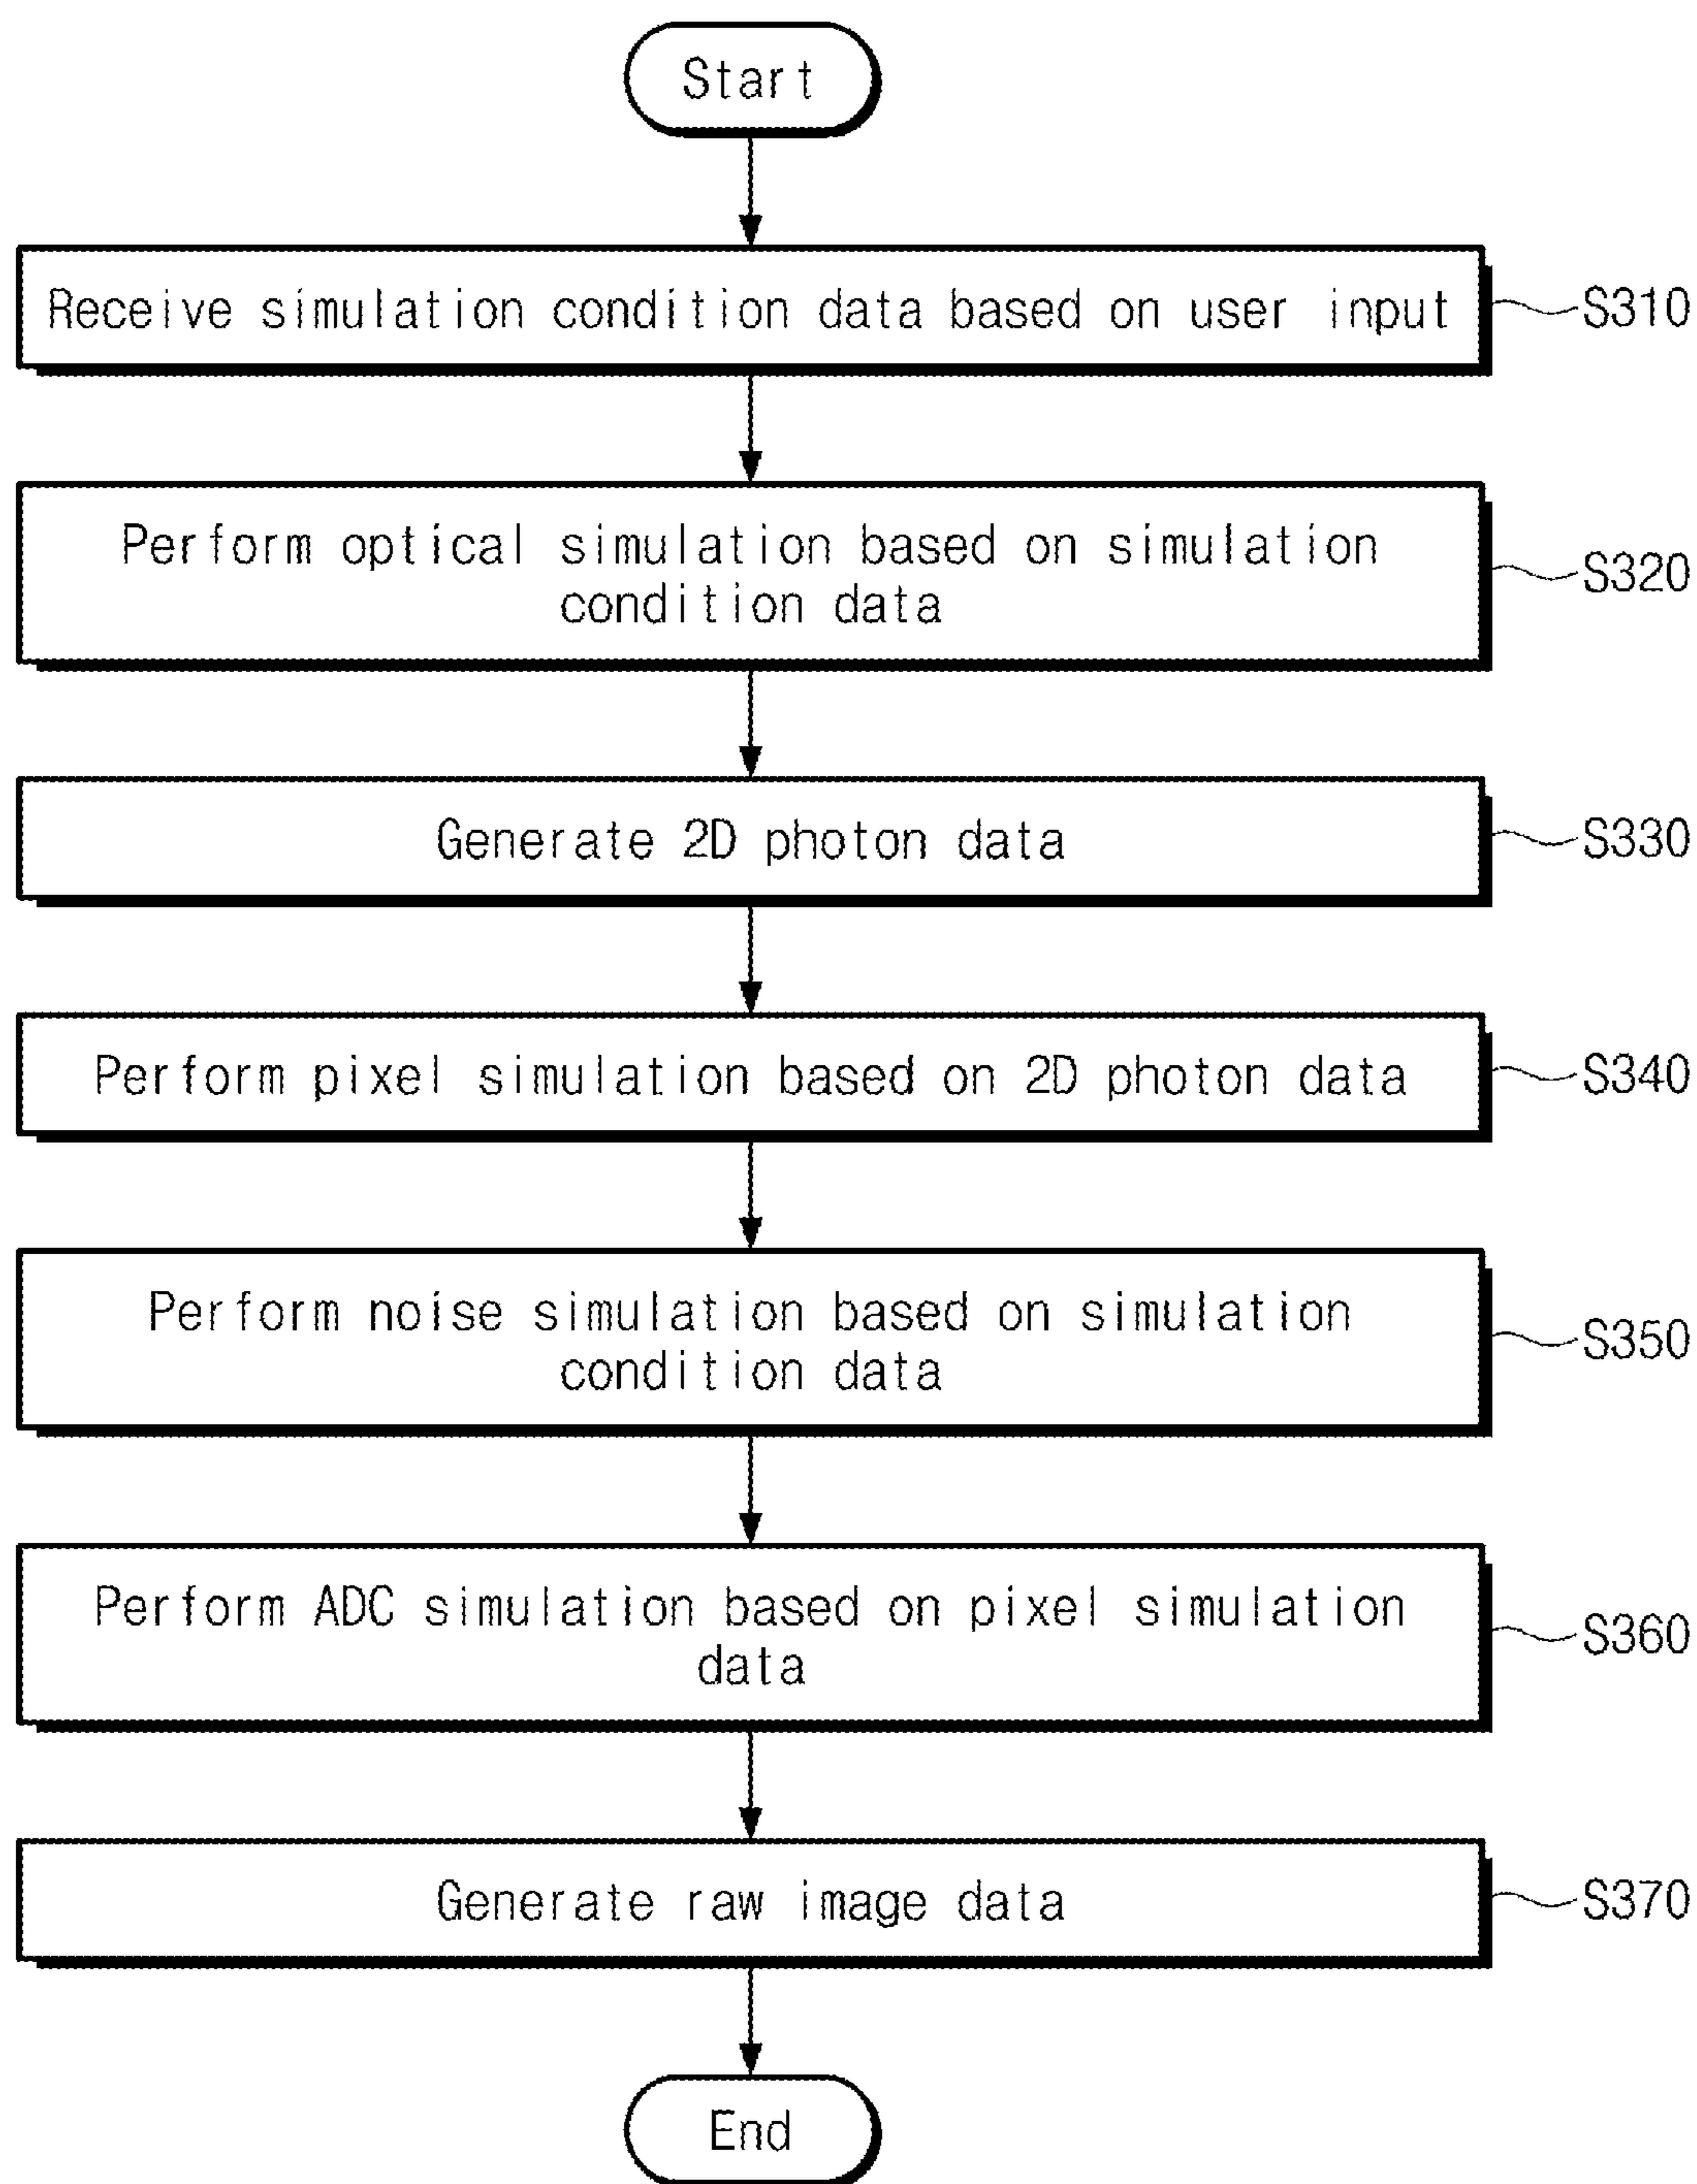 Start
Receive simulation condition data based on user input
S310
Perform optical simulation based on simulation
condition data
S320
Generate 2D photon data
S330
Perform pixel simulation based on 2D photon data
S340
Perform noise simulation based on simulation
condition data
S350
Perform ADC simulation based on pixel simulation
data
S360
Generate raw image data
S370
End